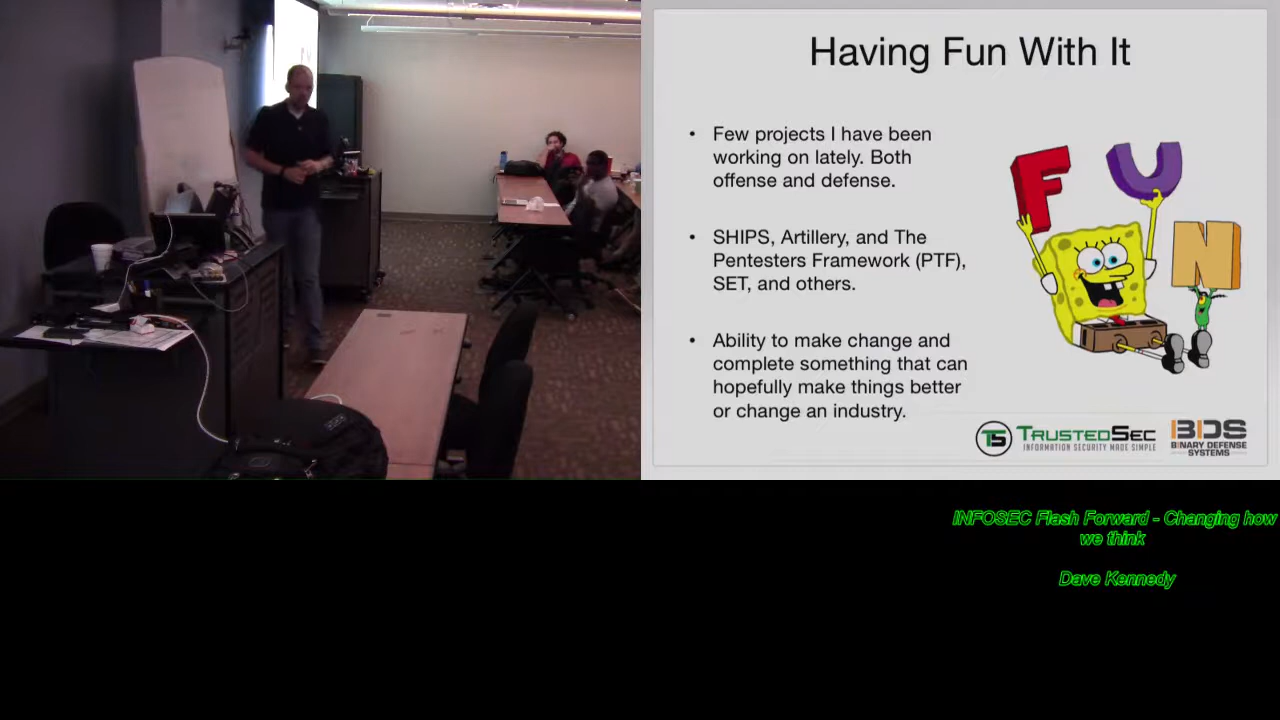 Having Fun With It
• Few projects I have been
working on lately. Both
offense and defense.
• SHIPS, Artillery, and The
Pentesters Framework (PTF),
SET, and others.
• Ability to make change and
complete something that can
hopefully make things better
or change an industry.
F U N
TS TRUSTEDSEC
INFORMATION SECURITY MADE SIMPLE
BDS
BINARY DEFENSE
SYSTEMS
INFOSEC Flash Forward - Changing how
we think
Dave Kennedy